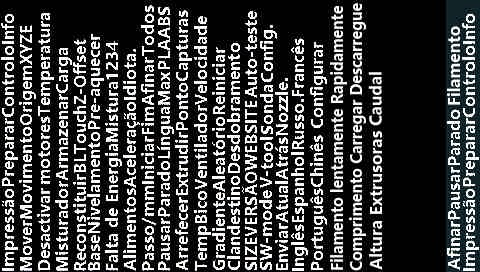 ImpressãoPrepararControloInfo
MoverMovimentoOrigemXYZE
Desactivar motoresTemperatura
MisturadorArmazenarCarga
ReconstituirBLTouchZ-Offset
BaseNivelamentoPre-aquecer
Falta de EnergiaMistura1234
AlimentosAceleraçãoIdiota.
Passo/mmIniciarFimAfinarTodos
PausarParadoLínguaMaxPLAABS
ArrefecerExtrudirPontoCapturas
TempBicoVentiladorVelocidade
GradienteAleatórioReiniciar
ClandestinoDesdobramento
SIZEVERSÃOWEBSITEAuto-teste
SW-modeV-toolSondaConfig.
EnviarAtualAtrásNozzle.
InglêsEspanholRusso.Francês
PortuguêsChinês Configurar
Filamento lentamente Rapidamente
Comprimento Carregar Descarregue
Altura Extrusoras Caudal
AfinarPausarParado Filamento
ImpressãoPrepararControloInfo